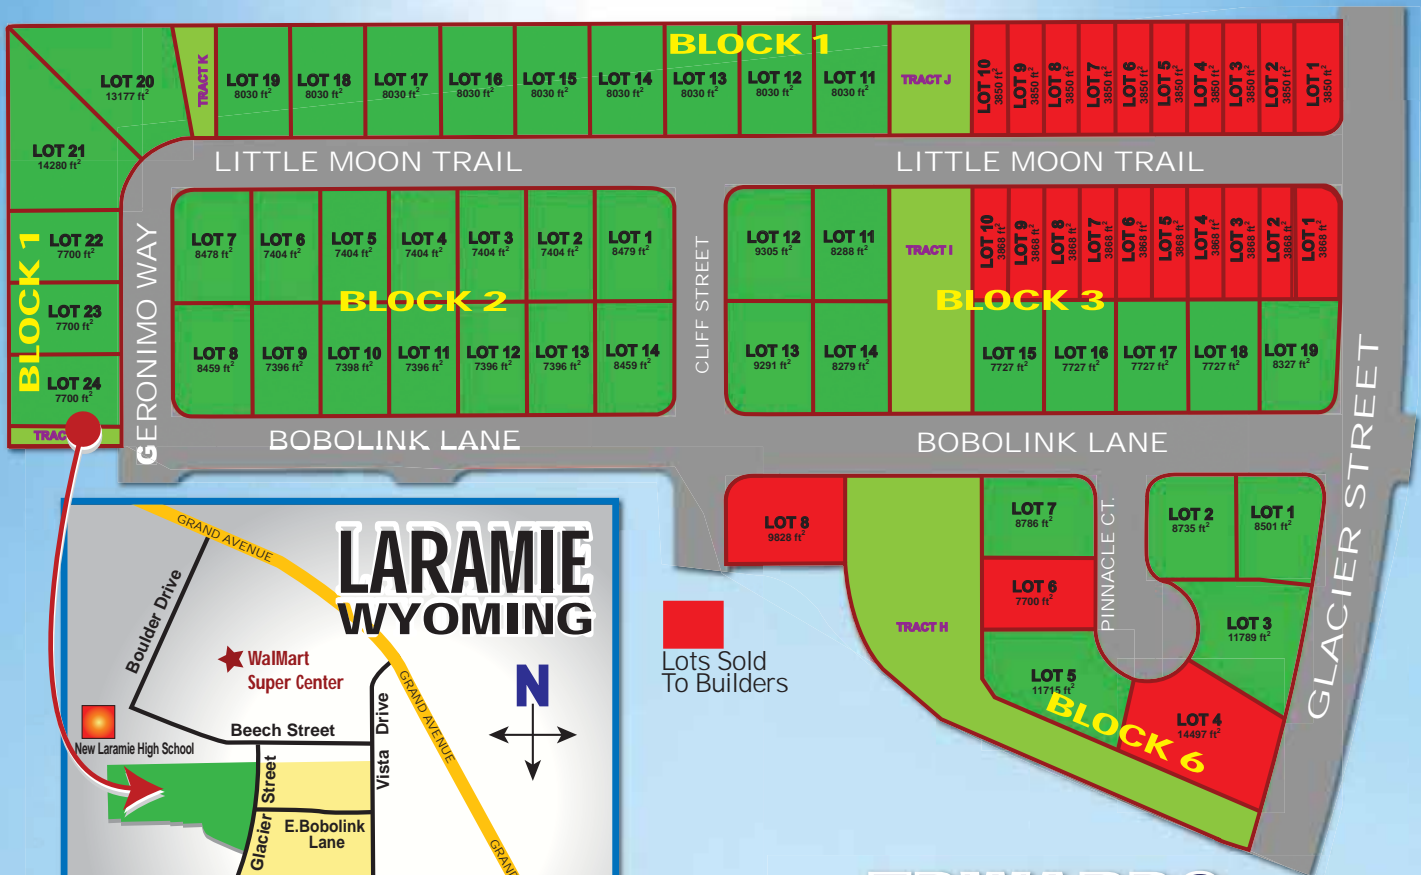 BLOCK 1
LOT 20
13177 ft²
TRACT K
LOT 19
8030 ft²
LOT 18
8030 ft²
LOT 17
8030 ft²
LOT 16
8030 ft²
LOT 15
8030 ft²
LOT 14
8030 ft²
LOT 13
8030 ft²
LOT 12
8030 ft²
LOT 11
8030 ft²
TRACT J
LOT 10
3850 ft²
LOT 9
3850 ft²
LOT 8
3850 ft²
LOT 7
3850 ft²
LOT 6
3850 ft²
LOT 5
3850 ft²
LOT 4
3850 ft²
LOT 3
3850 ft²
LOT 2
3850 ft²
LOT 1
3850 ft²
LOT 21
14280 ft²
LITTLE MOON TRAIL
LITTLE MOON TRAIL
BLOCK 1
LOT 22
7700 ft²
LOT 23
7700 ft²
LOT 24
7700 ft²
TRAC
GERONIMO WAY
LOT 7
8478 ft²
LOT 6
7404 ft²
LOT 5
7404 ft²
LOT 4
7404 ft²
LOT 3
7404 ft²
LOT 2
7404 ft²
LOT 1
8479 ft²
BLOCK 2
LOT 8
8459 ft²
LOT 9
7396 ft²
LOT 10
7398 ft²
LOT 11
7396 ft²
LOT 12
7396 ft²
LOT 13
7396 ft²
LOT 14
8459 ft²
CLIFF STREET
LOT 12
9305 ft²
LOT 11
8288 ft²
TRACT I
LOT 10
3868 ft²
LOT 9
3868 ft²
LOT 8
3868 ft²
LOT 7
3868 ft²
LOT 6
3868 ft²
LOT 5
3868 ft²
LOT 4
3868 ft²
LOT 3
3868 ft²
LOT 2
3868 ft²
LOT 1
3868 ft²
BLOCK 3
LOT 13
9291 ft²
LOT 14
8279 ft²
LOT 15
7727 ft²
LOT 16
7727 ft²
LOT 17
7727 ft²
LOT 18
7727 ft²
LOT 19
8327 ft²
BOBOLINK LANE
BOBOLINK LANE
GLACIER STREET
LOT 8
9828 ft²
TRACT H
LOT 7
8786 ft²
LOT 6
7700 ft²
LOT 5
11715 ft²
PINNACLE CT.
LOT 2
8735 ft²
LOT 1
8501 ft²
LOT 3
11789 ft²
LOT 4
14497 ft²
BLOCK 6
Lots Sold
To Builders
LARAMIE
WYOMING
N
GRAND AVENUE
GRAND AVENUE
GRAND
Boulder Drive
WalMart
Super Center
New Laramie High School
Beech Street
Vista Drive
Glacier Street
E.Bobolink
Lane